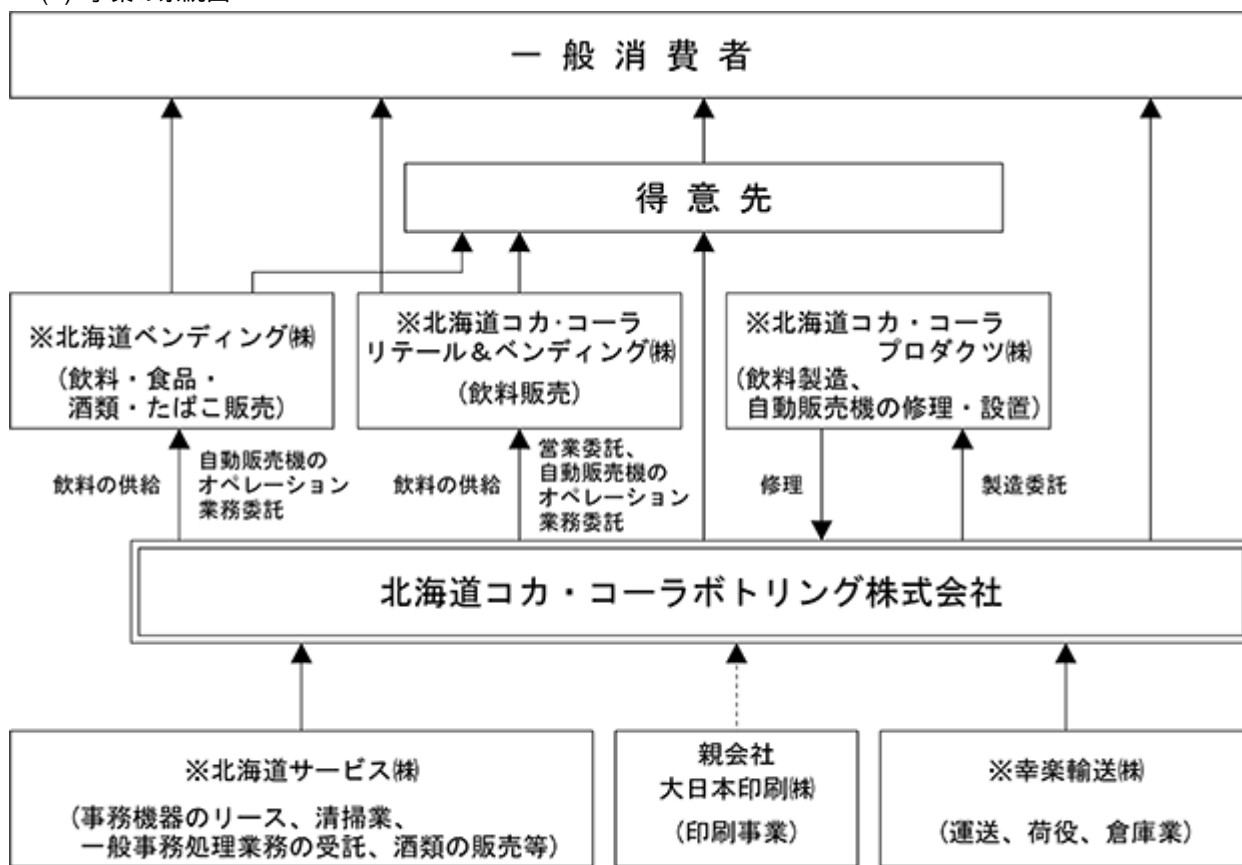 一般消費者
得意先
※北海道ベンディング㈱
(飲料・食品・
酒類・たばこ販売)
※北海道コカ・コーラ
リテール＆ベンディング㈱
(飲料販売)
※北海道コカ・コーラ
プロダクツ㈱
(飲料製造、
自動販売機の修理・設置)
飲料の供給
自動販売機の
オペレーション
業務委託
飲料の供給
営業委託、
自動販売機の
オペレーション
業務委託
修理
製造委託
北海道コカ・コーラボトリング株式会社
※北海道サービス㈱
(事務機器のリース、清掃業、
一般事務処理業務の受託、酒類の販売等)
親会社
大日本印刷㈱
(印刷事業)
※幸楽輸送㈱
(運送、荷役、倉庫業)